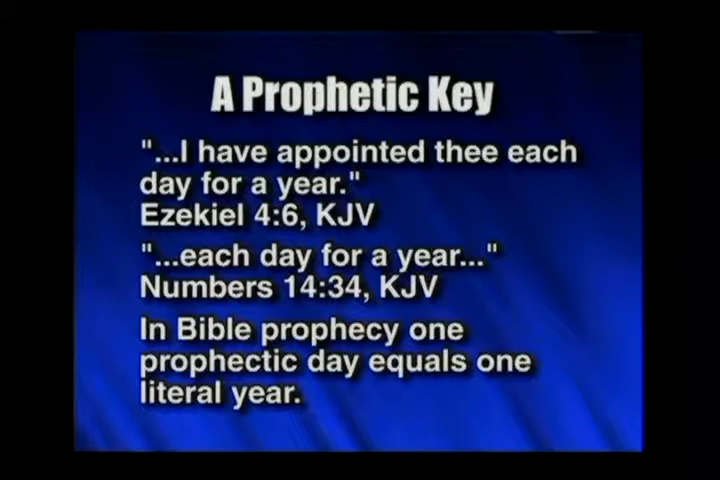 A Prophetic Key
"...I have appointed thee each
day for a year."
Ezekiel 4:6, KJV
"...each day for a year..."
Numbers 14:34, KJV
In Bible prophecy one
prophectic day equals one
literal year.